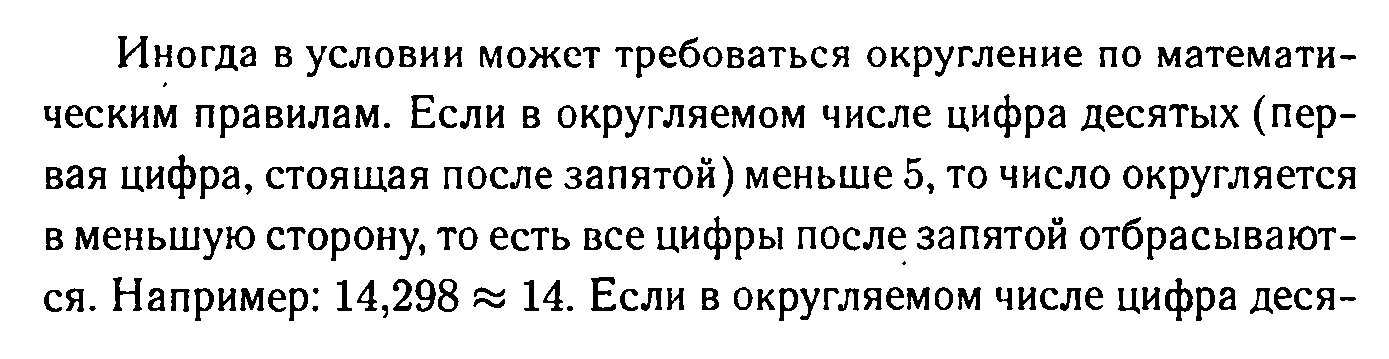 Иногда в условии может требоваться округление по математи-
ческим правилам. Если в округляемом числе цифра десятых (пер-
вая цифра, стоящая после запятой) меньше 5, то число округляется
в меньшую сторону, то есть все цифры после запятой отбрасывают-
ся. Например: 14,298 ≈ 14. Если в округляемом числе цифра деся-